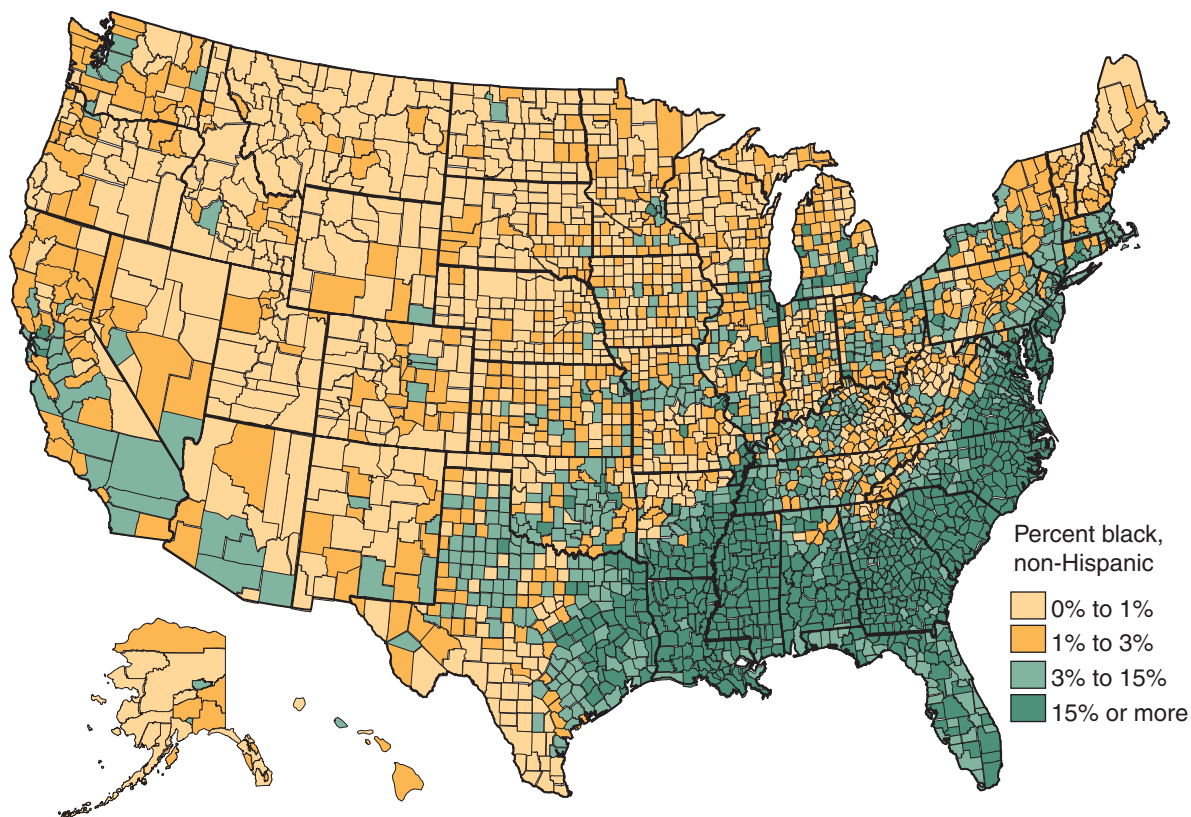 Percent black,
non-Hispanic
0% to 1%
1% to 3%
3% to 15%
15% or more